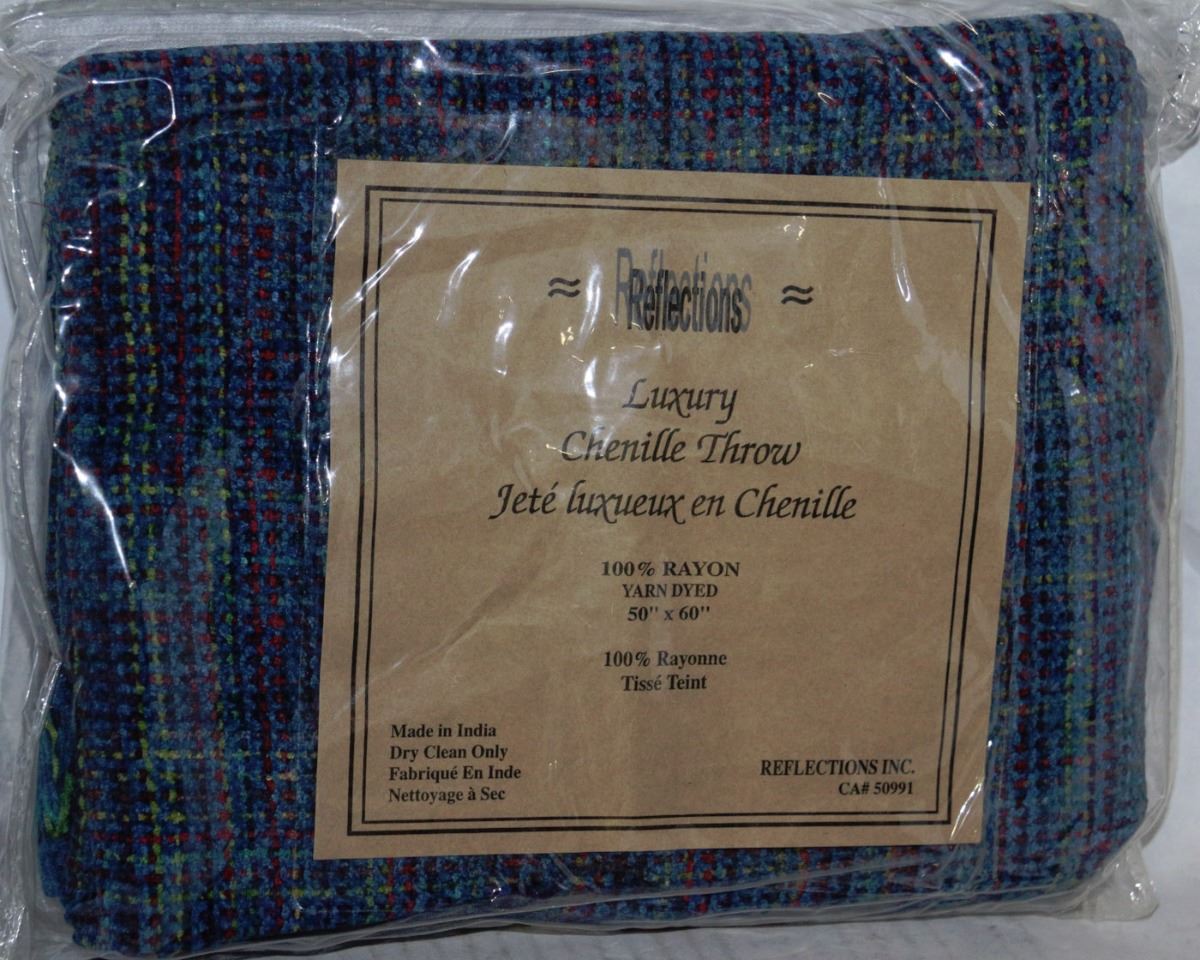 ≈ Reflections ≈
Luxury
Chenille Throw
Jeté luxueux en Chenille
100% RAYON
YARN DYED
50" x 60"
100% Rayonne
Tissé Teint
Made in India
Dry Clean Only
Fabriqué En Inde
Nettoyage à Sec
REFLECTIONS INC.
CA# 50991